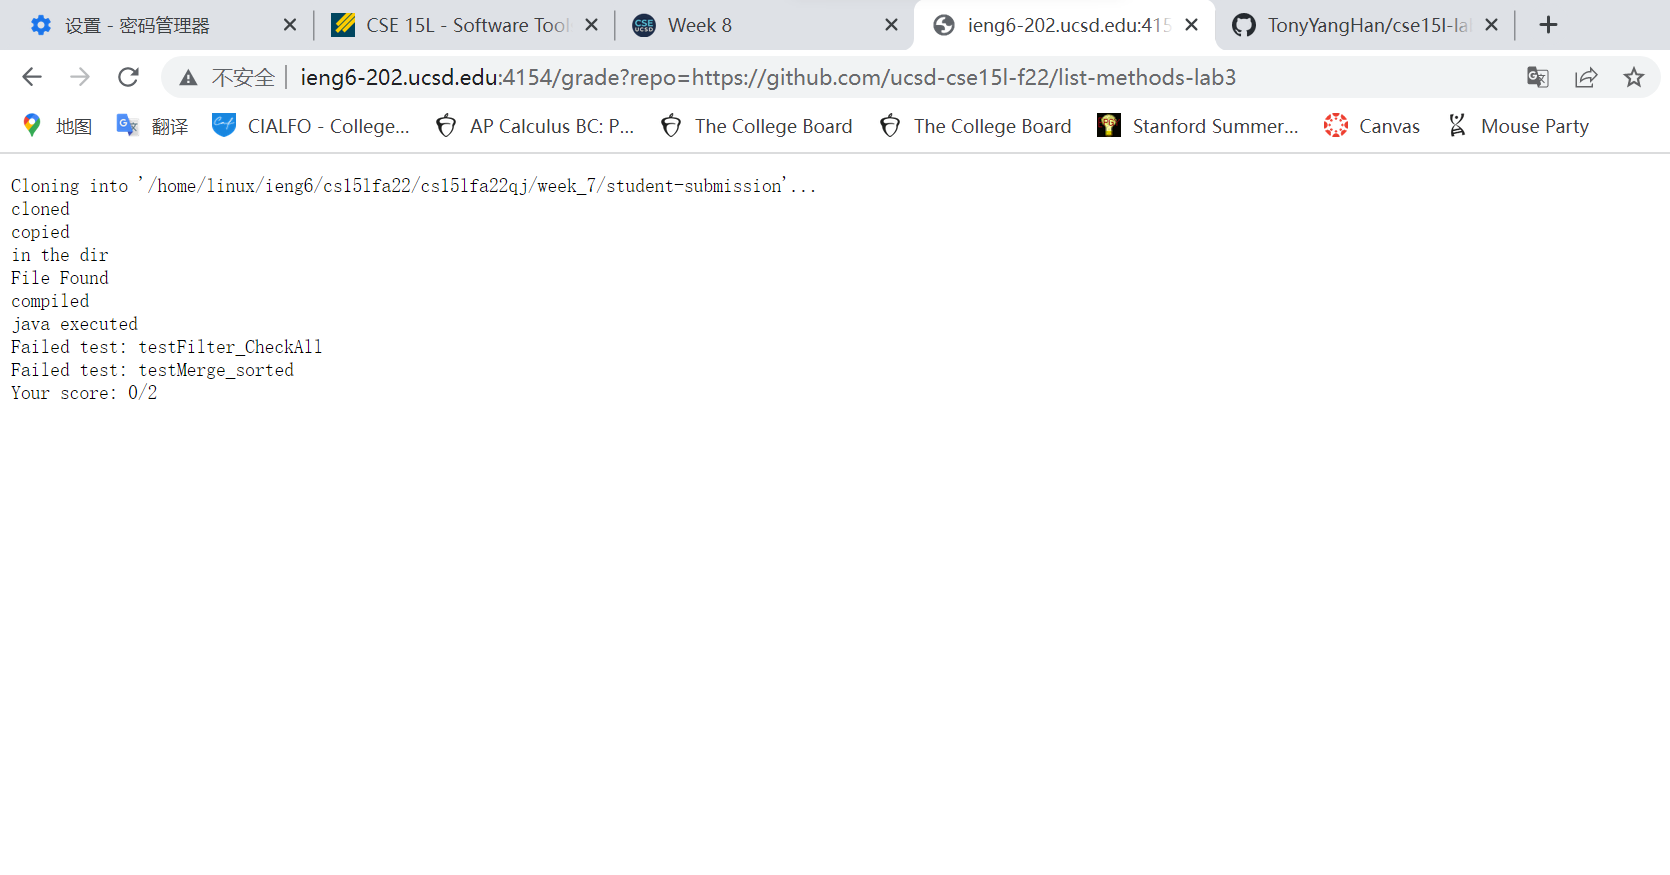 设置 - 密码管理器
CSE 15L - Software Tool
Week 8
ieng6-202.ucsd.edu:415
TonyYangHan/cse15l-la
不安全 ieng6-202.ucsd.edu:4154/grade?repo=https://github.com/ucsd-cse15l-f22/list-methods-lab3
地图 翻译 CIALFO - College... AP Calculus BC: P... The College Board The College Board Stanford Summer... Canvas Mouse Party
Cloning into '/home/linux/ieng6/cs15lfa22/cs15lfa22qj/week_7/student-submission'...
cloned
copied
in the dir
File Found
compiled
java executed
Failed test: testFilter_CheckAll
Failed test: testMerge_sorted
Your score: 0/2